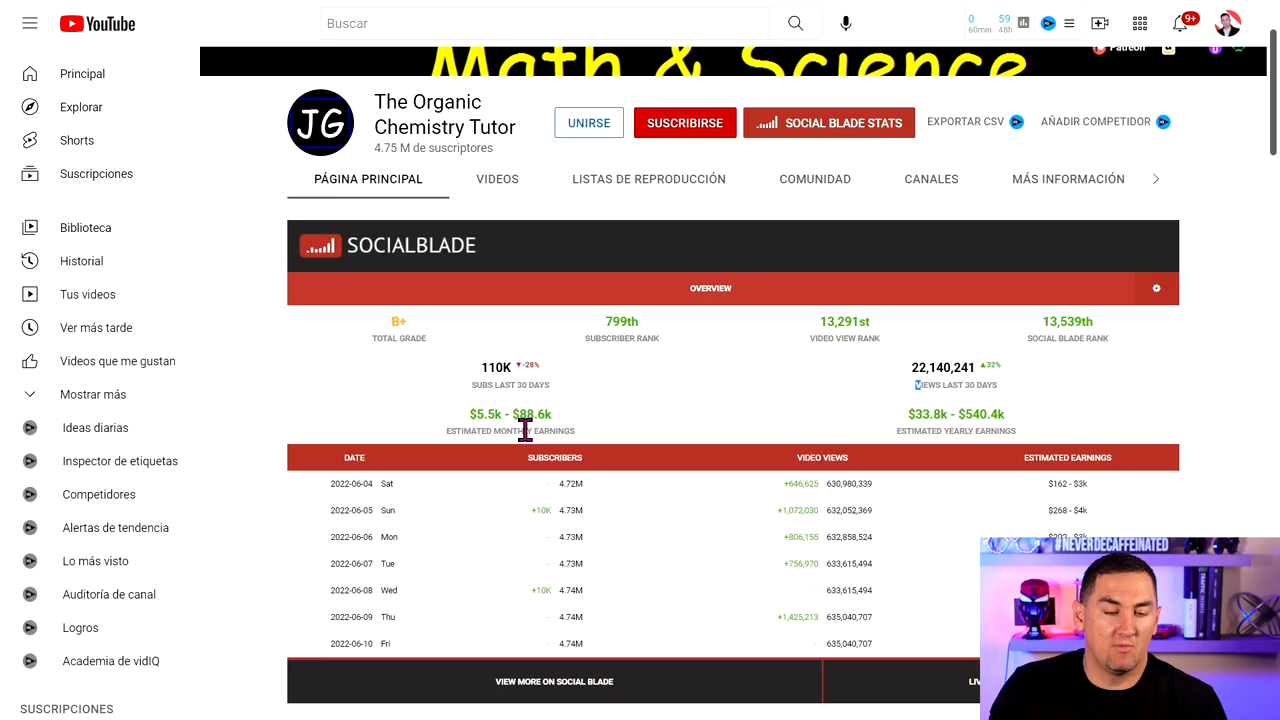 YouTube
Buscar
0
60min
59
48h
9+
Math & Science
Patreon
Principal
Explorar
Shorts
Suscripciones
Biblioteca
Historial
Tus videos
Ver más tarde
Videos que me gustan
Mostrar más
Ideas diarias
Inspector de etiquetas
Competidores
Alertas de tendencia
Lo más visto
Auditoría de canal
Logros
Academia de vidIQ
SUSCRIPCIONES
JG
The Organic
Chemistry Tutor
4.75 M de suscriptores
UNIRSE
SUSCRIBIRSE
SOCIAL BLADE STATS
EXPORTAR CSV
AÑADIR COMPETIDOR
PÁGINA PRINCIPAL VIDEOS LISTAS DE REPRODUCCIÓN COMUNIDAD CANALES MÁS INFORMACIÓN
SOCIALBLADE
OVERVIEW
B+ 799th 13,291st 13,539th
TOTAL GRADE SUBSCRIBER RANK VIDEO VIEW RANK SOCIAL BLADE RANK
110K -28% 22,140,241 32%
SUBS LAST 30 DAYS VIEWS LAST 30 DAYS
$5.5k - $88.6k $33.8k - $540.4k
ESTIMATED MONTHLY EARNINGS ESTIMATED YEARLY EARNINGS
DATE SUBSCRIBERS VIDEO VIEWS ESTIMATED EARNINGS
2022-06-04 Sat -- 4.72M +646,625 630,980,339 $162 - $3k
2022-06-05 Sun +10K 4.73M +1,072,030 632,052,369 $268 - $4k
2022-06-06 Mon -- 4.73M +806,155 632,858,524
2022-06-07 Tue -- 4.73M +756,970 633,615,494
2022-06-08 Wed +10K 4.74M -- 633,615,494
2022-06-09 Thu -- 4.74M +1,425,213 635,040,707
2022-06-10 Fri -- 4.74M -- 635,040,707
VIEW MORE ON SOCIAL BLADE
LIV
#NEVERDECAFFEINATED